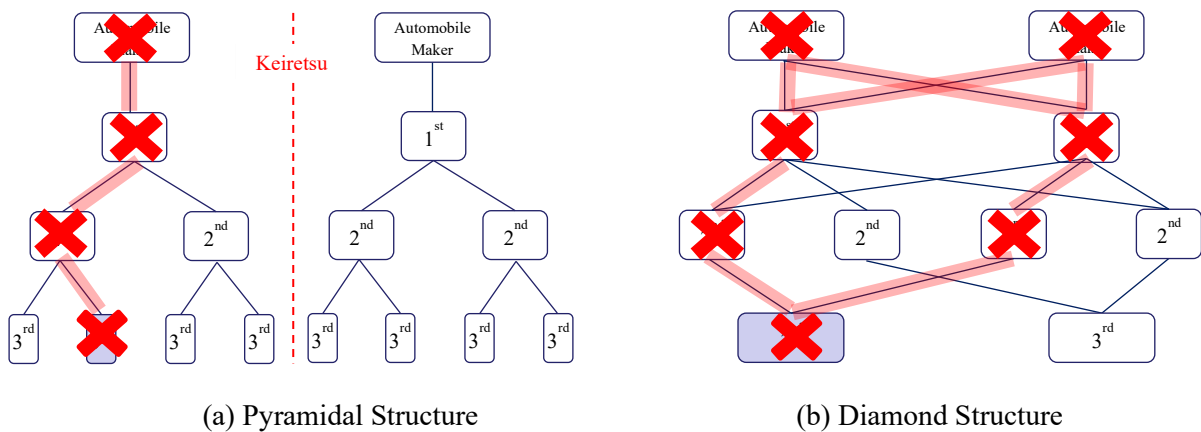 Automobile
Maker
Automobile
Maker
Keiretsu
1st
2nd
2nd
2nd
3rd
3rd
3rd
3rd
3rd
3rd
3rd
2nd
2nd
3rd
(a) Pyramidal Structure
(b) Diamond Structure